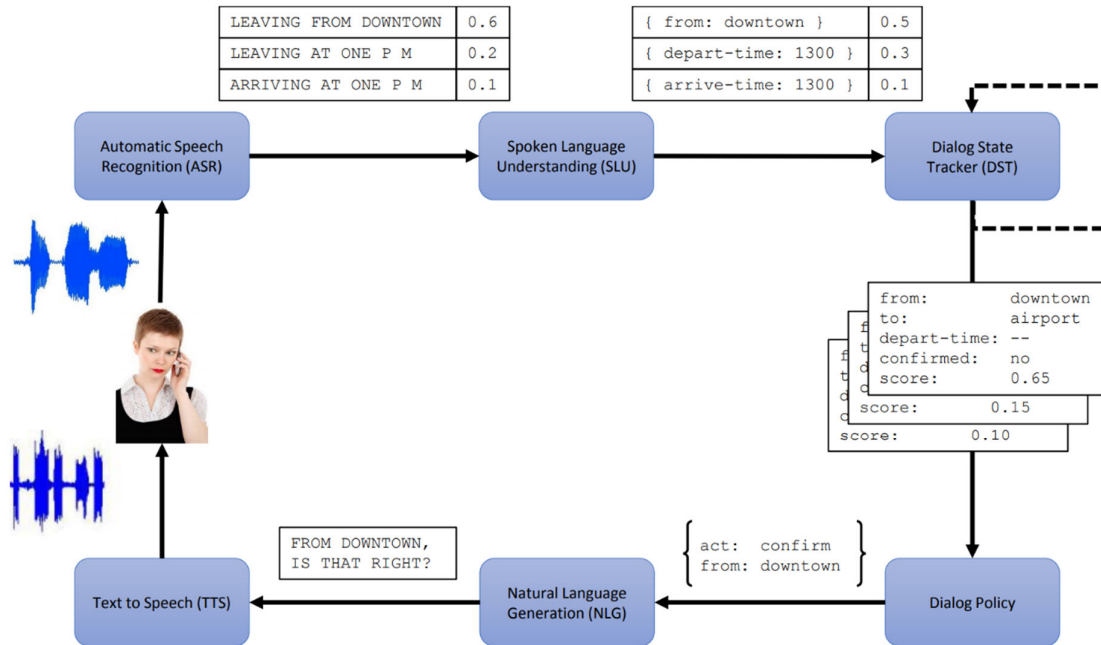 LEAVING FROM DOWNTOWN 0.6
LEAVING AT ONE P M 0.2
ARRIVING AT ONE P M 0.1
{ from: downtown } 0.5
{ depart-time: 1300 } 0.3
{ arrive-time: 1300 } 0.1
Automatic Speech
Recognition (ASR)
Spoken Language
Understanding (SLU)
Dialog State
Tracker (DST)
from: downtown
to: airport
depart-time: --
confirmed: no
score: 0.65
f
t
d
c
score: 0.15
f
t
d
c
score: 0.10
act: confirm
from: downtown
FROM DOWNTOWN,
IS THAT RIGHT?
Text to Speech (TTS)
Natural Language
Generation (NLG)
Dialog Policy